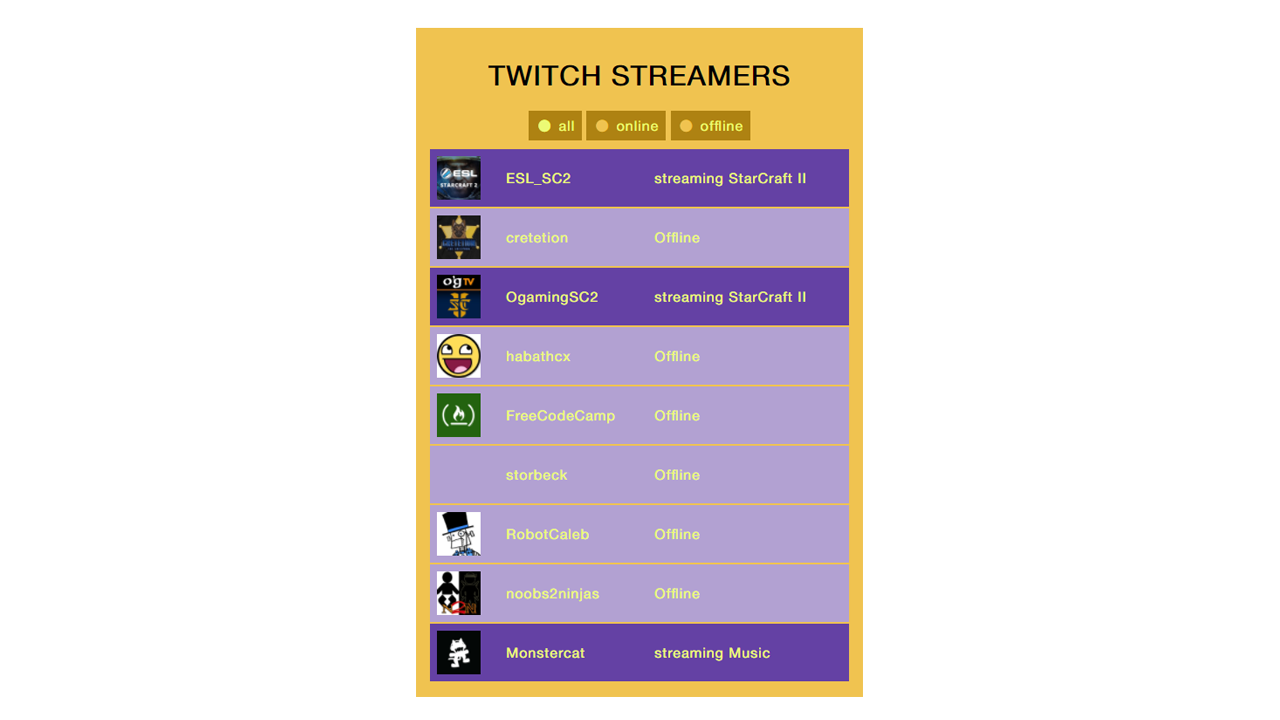 TWITCH STREAMERS
all online offline
ESL
STARCRAFT 2
ESL_SC2 streaming StarCraft II
cretetion Offline
o'gTV
OgamingSC2 streaming StarCraft II
habathcx Offline
FreeCodeCamp Offline
storbeck Offline
RobotCaleb Offline
noobs2ninjas Offline
Monstercat streaming Music